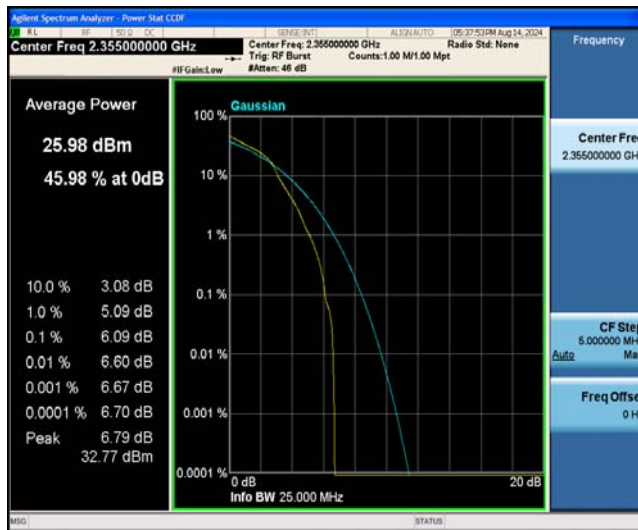 Agilent Spectrum Analyzer - Power Stat CCDF
RL RF 50 Ω DC SENSE:INT ALIGN AUTO 05:37:53 PM Aug 14, 2024
Center Freq 2.355000000 GHz
Center Freq: 2.355000000 GHz Radio Std: None
Trig: RF Burst Counts:1.00 M/1.00 Mpt
#IFGain:Low #Atten: 46 dB
Frequency
Average Power
25.98 dBm
45.98 % at 0dB
10.0 % 3.08 dB
1.0 % 5.09 dB
0.1 % 6.09 dB
0.01 % 6.60 dB
0.001 % 6.67 dB
0.0001 % 6.70 dB
Peak 6.79 dB
32.77 dBm
Gaussian
100 %
10 %
1 %
0.1 %
0.01 %
0.001 %
0.0001 %
0 dB 20 dB
Info BW 25.000 MHz
Center Fre
2.355000000 GH
CF Step
5.000000 MH
Auto Ma
Freq Offse
0 H
MSG STATUS